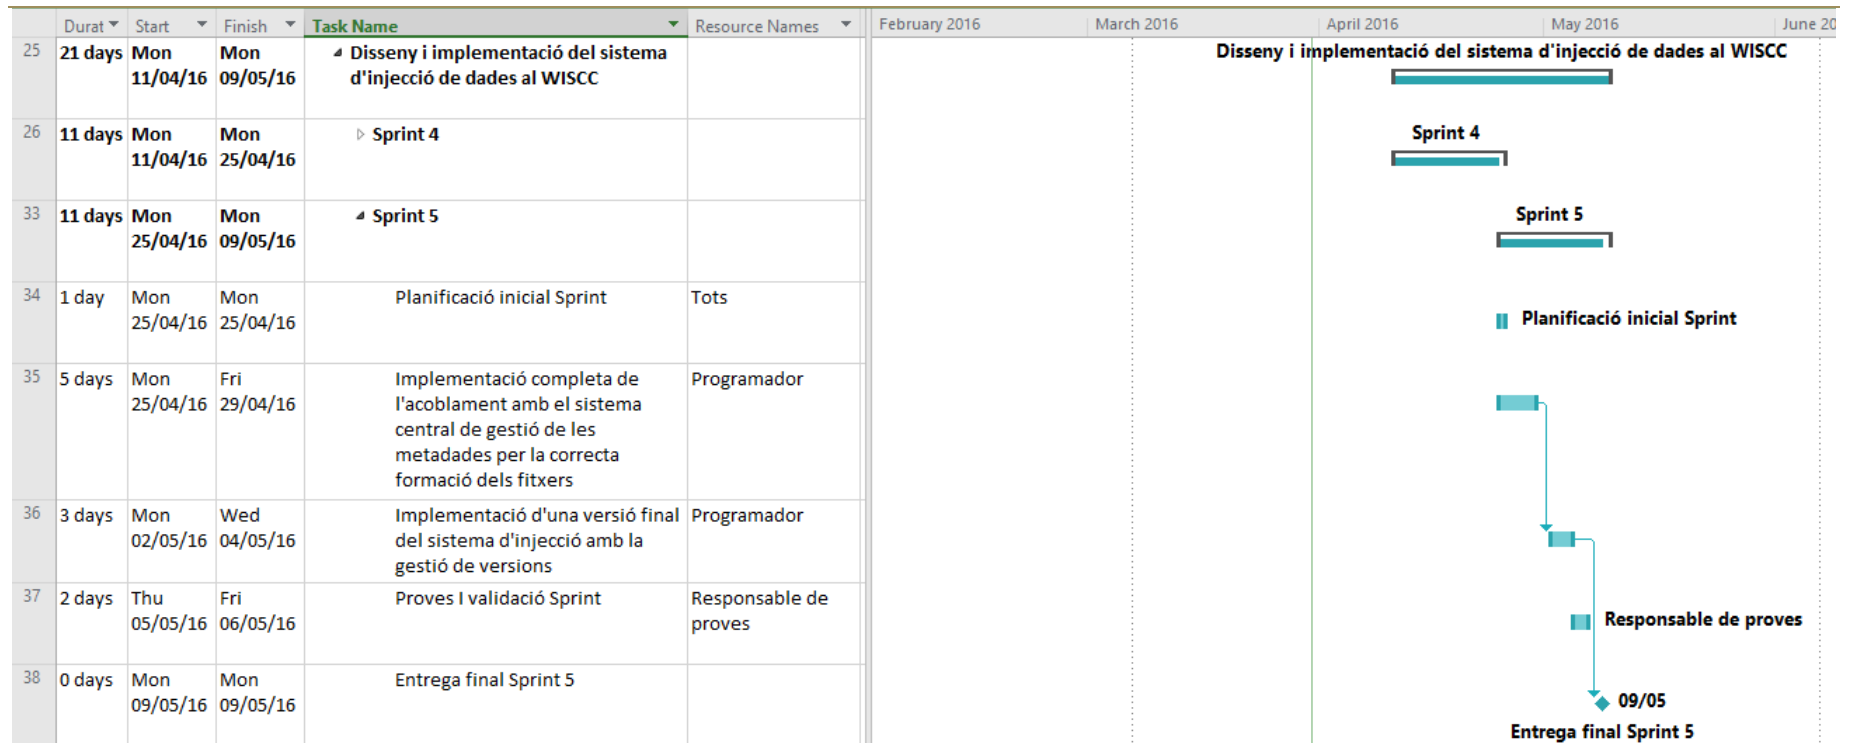 Durat Start Finish Task Name Resource Names February 2016 March 2016 April 2016 May 2016 June 20
25 21 days Mon Mon Disseny i implementació del sistema
11/04/16 09/05/16 d'injecció de dades al WISCC
Disseny i implementació del sistema d'injecció de dades al WISCC
26 11 days Mon Mon Sprint 4 Sprint 4
11/04/16 25/04/16
33 11 days Mon Mon Sprint 5 Sprint 5
25/04/16 09/05/16
34 1 day Mon Mon Planificació inicial Sprint Tots
25/04/16 25/04/16 Planificació inicial Sprint
35 5 days Mon Fri Implementació completa de Programador
25/04/16 29/04/16 l'acoblament amb el sistema
central de gestió de les
metadades per la correcta
formació dels fitxers
36 3 days Mon Wed Implementació d'una versió final Programador
02/05/16 04/05/16 del sistema d'injecció amb la
gestió de versions
37 2 days Thu Fri Proves I validació Sprint Responsable de
05/05/16 06/05/16 proves Responsable de proves
38 0 days Mon Mon Entrega final Sprint 5
09/05/16 09/05/16 09/05
Entrega final Sprint 5